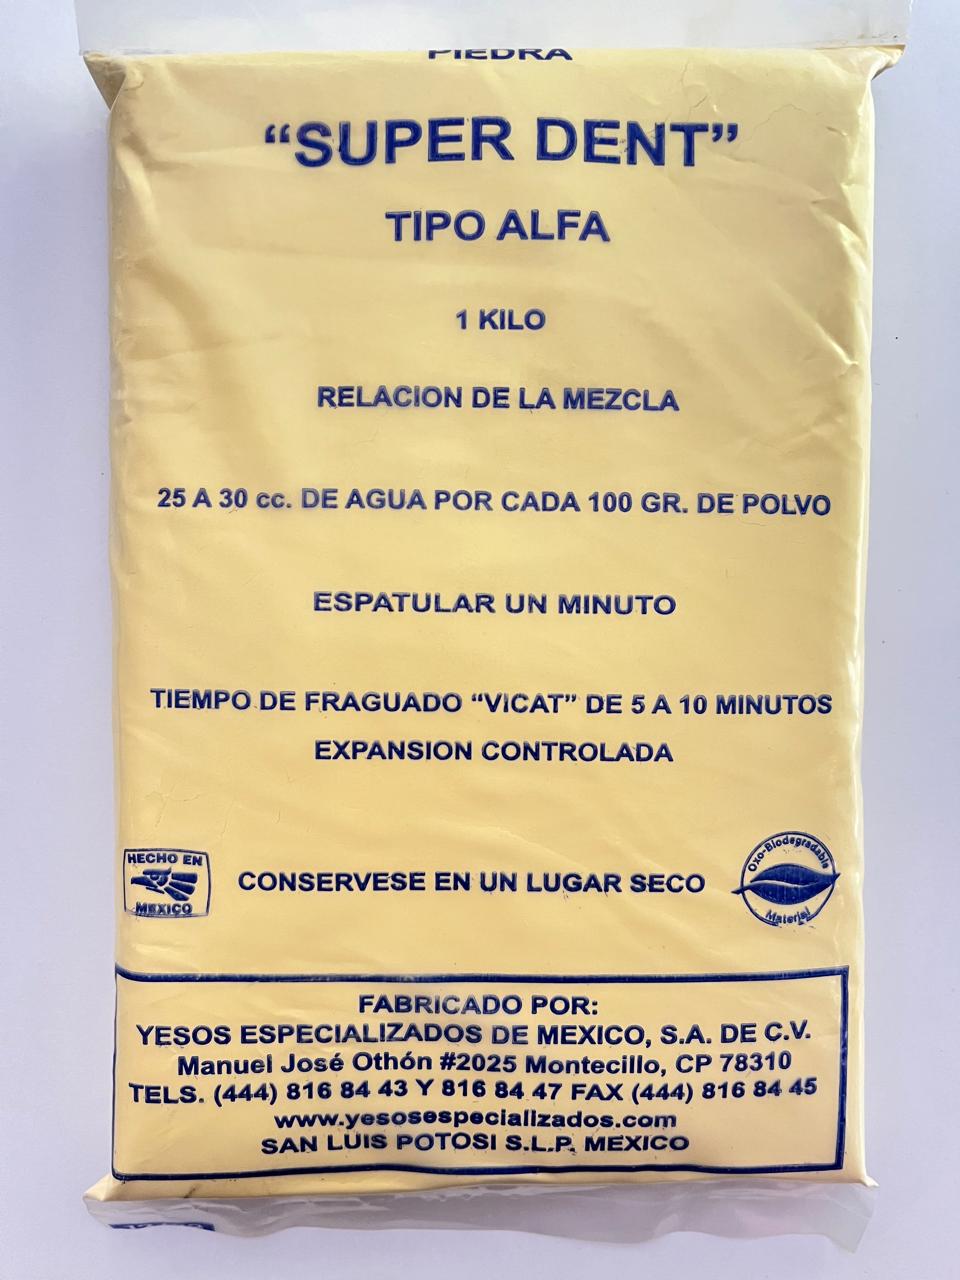 PIEDRA
“SUPER DENT”
TIPO ALFA
1 KILO
RELACION DE LA MEZCLA
25 A 30 cc. DE AGUA POR CADA 100 GR. DE POLVO
ESPATULAR UN MINUTO
TIEMPO DE FRAGUADO “VICAT” DE 5 A 10 MINUTOS
EXPANSION CONTROLADA
HECHO EN
MEXICO
CONSERVESE EN UN LUGAR SECO
Oxo-Biodegradable
Material
FABRICADO POR:
YESOS ESPECIALIZADOS DE MEXICO, S.A. DE C.V.
Manuel José Othón #2025 Montecillo, CP 78310
TELS. (444) 816 84 43 Y 816 84 47 FAX (444) 816 84 45
www.yesosespecializados.com
SAN LUIS POTOSI S.L.P. MEXICO